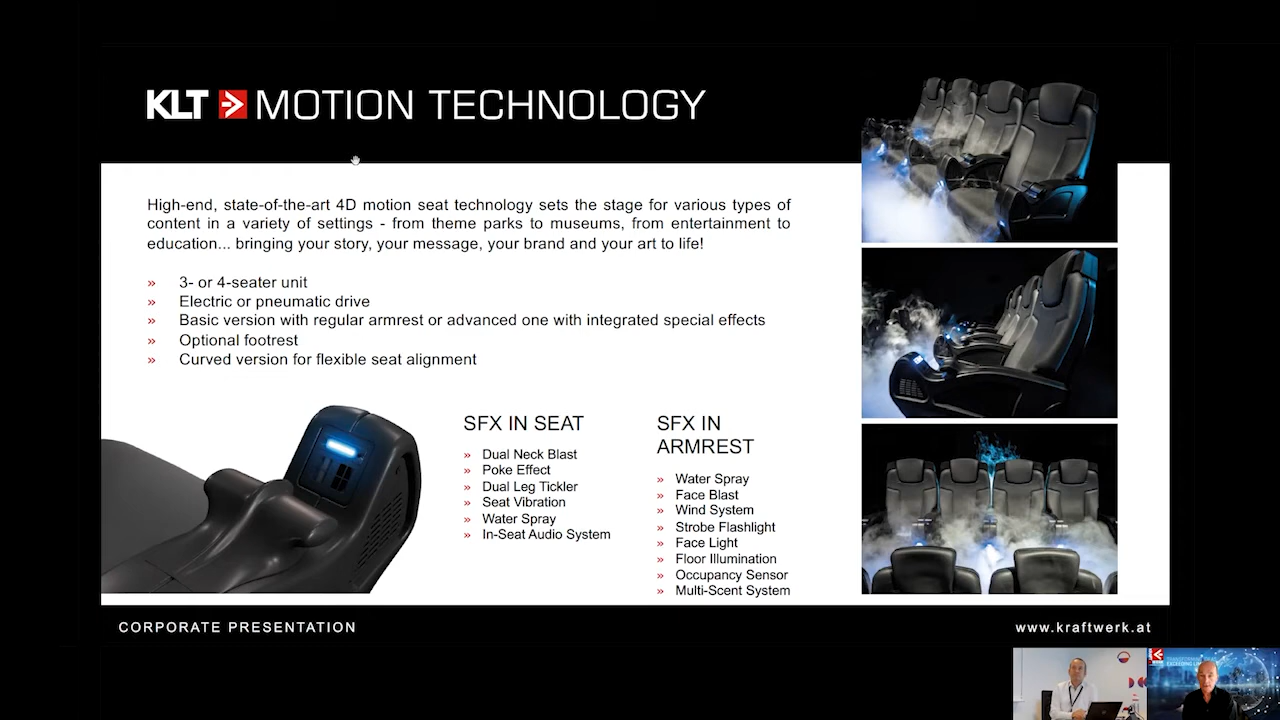 KLT MOTION TECHNOLOGY
High-end, state-of-the-art 4D motion seat technology sets the stage for various types of
content in a variety of settings - from theme parks to museums, from entertainment to
education... bringing your story, your message, your brand and your art to life!
» 3- or 4-seater unit
» Electric or pneumatic drive
» Basic version with regular armrest or advanced one with integrated special effects
» Optional footrest
» Curved version for flexible seat alignment
SFX IN SEAT
» Dual Neck Blast
» Poke Effect
» Dual Leg Tickler
» Seat Vibration
» Water Spray
» In-Seat Audio System
SFX IN
ARMREST
» Water Spray
» Face Blast
» Wind System
» Strobe Flashlight
» Face Light
» Floor Illumination
» Occupancy Sensor
» Multi-Scent System
CORPORATE PRESENTATION
www.kraftwerk.at